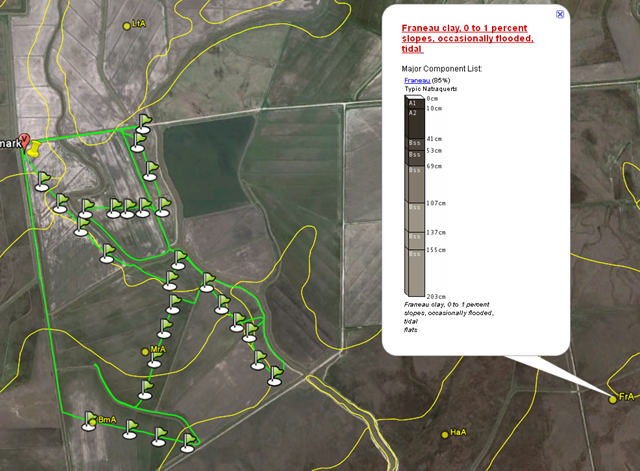 LfA
mark
V
MrA
BmA
HaA
FrA
Franeau clay, 0 to 1 percent
slopes, occasionally flooded,
tidal
Major Component List:
Franeau (85%)
Typic Natraquerts
0cm
A1
10cm
A2
41cm
Bss
53cm
Bss
69cm
Bss
107cm
Bss
137cm
Bss
155cm
Bss
203cm
Franeau clay, 0 to 1 percent
slopes, occasionally flooded,
tidal
flats